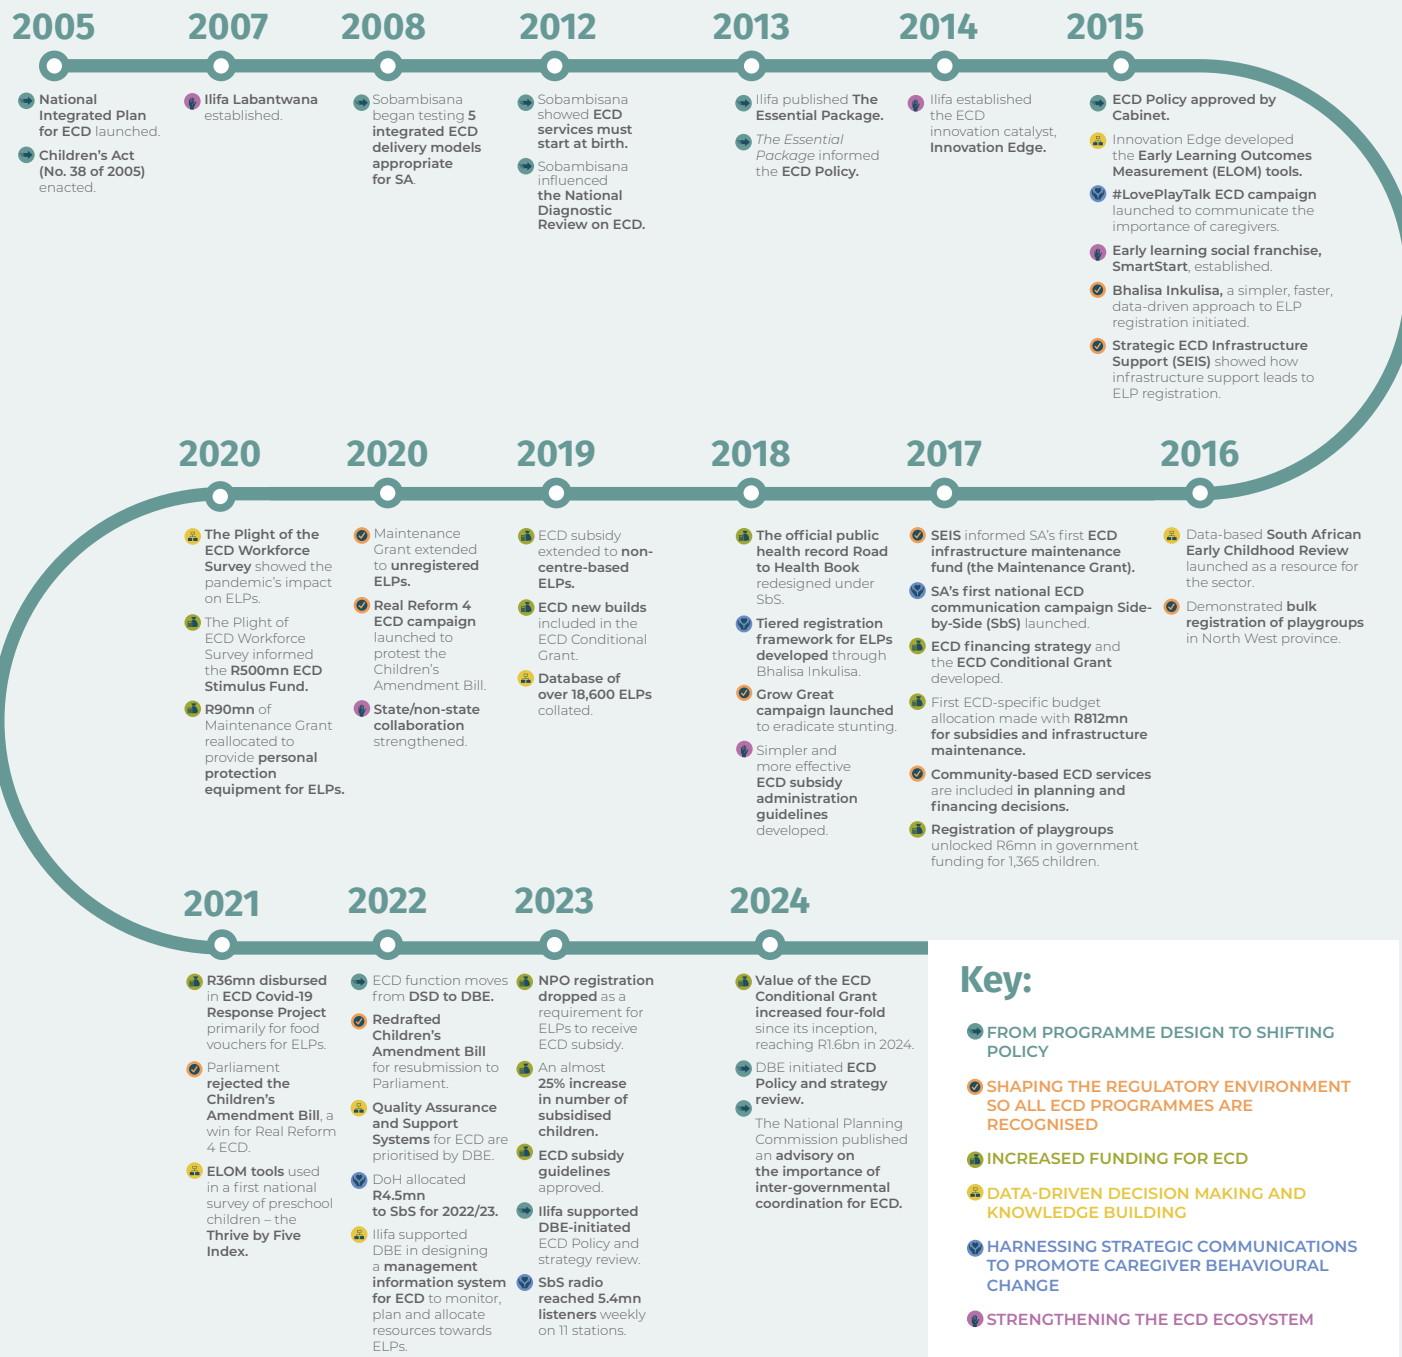 2005
National
Integrated Plan
for ECD launched.
Children's Act
(No. 38 of 2005)
enacted.
2007
Ilifa Labantwana
established.
2008
Sobambisana
began testing 5
integrated ECD
delivery models
appropriate
for SA.
2012
Sobambisana
showed ECD
services must
start at birth.
Sobambisana
influenced
the National
Diagnostic
Review on ECD.
2013
Ilifa published The
Essential Package.
The Essential
Package informed
the ECD Policy.
2014
Ilifa established
the ECD
innovation catalyst,
Innovation Edge.
2015
ECD Policy approved by
Cabinet.
Innovation Edge developed
the Early Learning Outcomes
Measurement (ELOM) tools.
#LovePlayTalk ECD campaign
launched to communicate the
importance of caregivers.
Early learning social franchise,
SmartStart, established.
Bhalisa Inkulisa, a simpler, faster,
data-driven approach to ELP
registration initiated.
Strategic ECD Infrastructure
Support (SEIS) showed how
infrastructure support leads to
ELP registration.
2016
Data-based South African
Early Childhood Review
launched as a resource for
the sector.
Demonstrated bulk
registration of playgroups
in North West province.
2017
SEIS informed SA's first ECD
infrastructure maintenance
fund (the Maintenance Grant).
SA's first national ECD
communication campaign Side-
by-Side (SbS) launched.
ECD financing strategy and
the ECD Conditional Grant
developed.
First ECD-specific budget
allocation made with R812mn
for subsidies and infrastructure
maintenance.
Community-based ECD services
are included in planning and
financing decisions.
Registration of playgroups
unlocked R6mn in government
funding for 1,365 children.
2018
The official public
health record Road
to Health Book
redesigned under
SbS.
Tiered registration
framework for ELPs
developed through
Bhalisa Inkulisa.
Grow Great
campaign launched
to eradicate stunting.
Simpler and
more effective
ECD subsidy
administration
guidelines
developed.
2019
ECD subsidy
extended to non-
centre-based
ELPs.
ECD new builds
included in the
ECD Conditional
Grant.
Database of
over 18,600 ELPs
collated.
2020
Maintenance
Grant extended
to unregistered
ELPs.
Real Reform 4
ECD campaign
launched to
protest the
Children's
Amendment Bill.
State/non-state
collaboration
strengthened.
2020
The Plight of the
ECD Workforce
Survey showed the
pandemic's impact
on ELPs.
The Plight of
ECD Workforce
Survey informed
the R500mn ECD
Stimulus Fund.
R90mn of
Maintenance Grant
reallocated to
provide personal
protection
equipment for ELPs.
2021
R36mn disbursed
in ECD Covid-19
Response Project
primarily for food
vouchers for ELPs.
Parliament
rejected the
Children's
Amendment Bill, a
win for Real Reform
4 ECD.
ELOM tools used
in a first national
survey of preschool
children – the
Thrive by Five
Index.
2022
ECD function moves
from DSD to DBE.
Redrafted
Children's
Amendment Bill
for resubmission to
Parliament.
Quality Assurance
and Support
Systems for ECD are
prioritised by DBE.
DoH allocated
R4.5mn
to SbS for 2022/23.
Ilifa supported
DBE in designing
a management
information system
for ECD to monitor,
plan and allocate
resources towards
ELPs.
2023
NPO registration
dropped as a
requirement for
ELPs to receive
ECD subsidy.
An almost
25% increase
in number of
subsidised
children.
ECD subsidy
guidelines
approved.
Ilifa supported
DBE-initiated
ECD Policy and
strategy review.
SbS radio
reached 5.4mn
listeners weekly
on 11 stations.
2024
Value of the ECD
Conditional Grant
increased four-fold
since its inception,
reaching R1.6bn in 2024.
DBE initiated ECD
Policy and strategy
review.
The National Planning
Commission published
an advisory on
the importance of
inter-governmental
coordination for ECD.
Key:
FROM PROGRAMME DESIGN TO SHIFTING
POLICY
SHAPING THE REGULATORY ENVIRONMENT
SO ALL ECD PROGRAMMES ARE
RECOGNISED
INCREASED FUNDING FOR ECD
DATA-DRIVEN DECISION MAKING AND
KNOWLEDGE BUILDING
HARNESSING STRATEGIC COMMUNICATIONS
TO PROMOTE CAREGIVER BEHAVIOURAL
CHANGE
STRENGTHENING THE ECD ECOSYSTEM